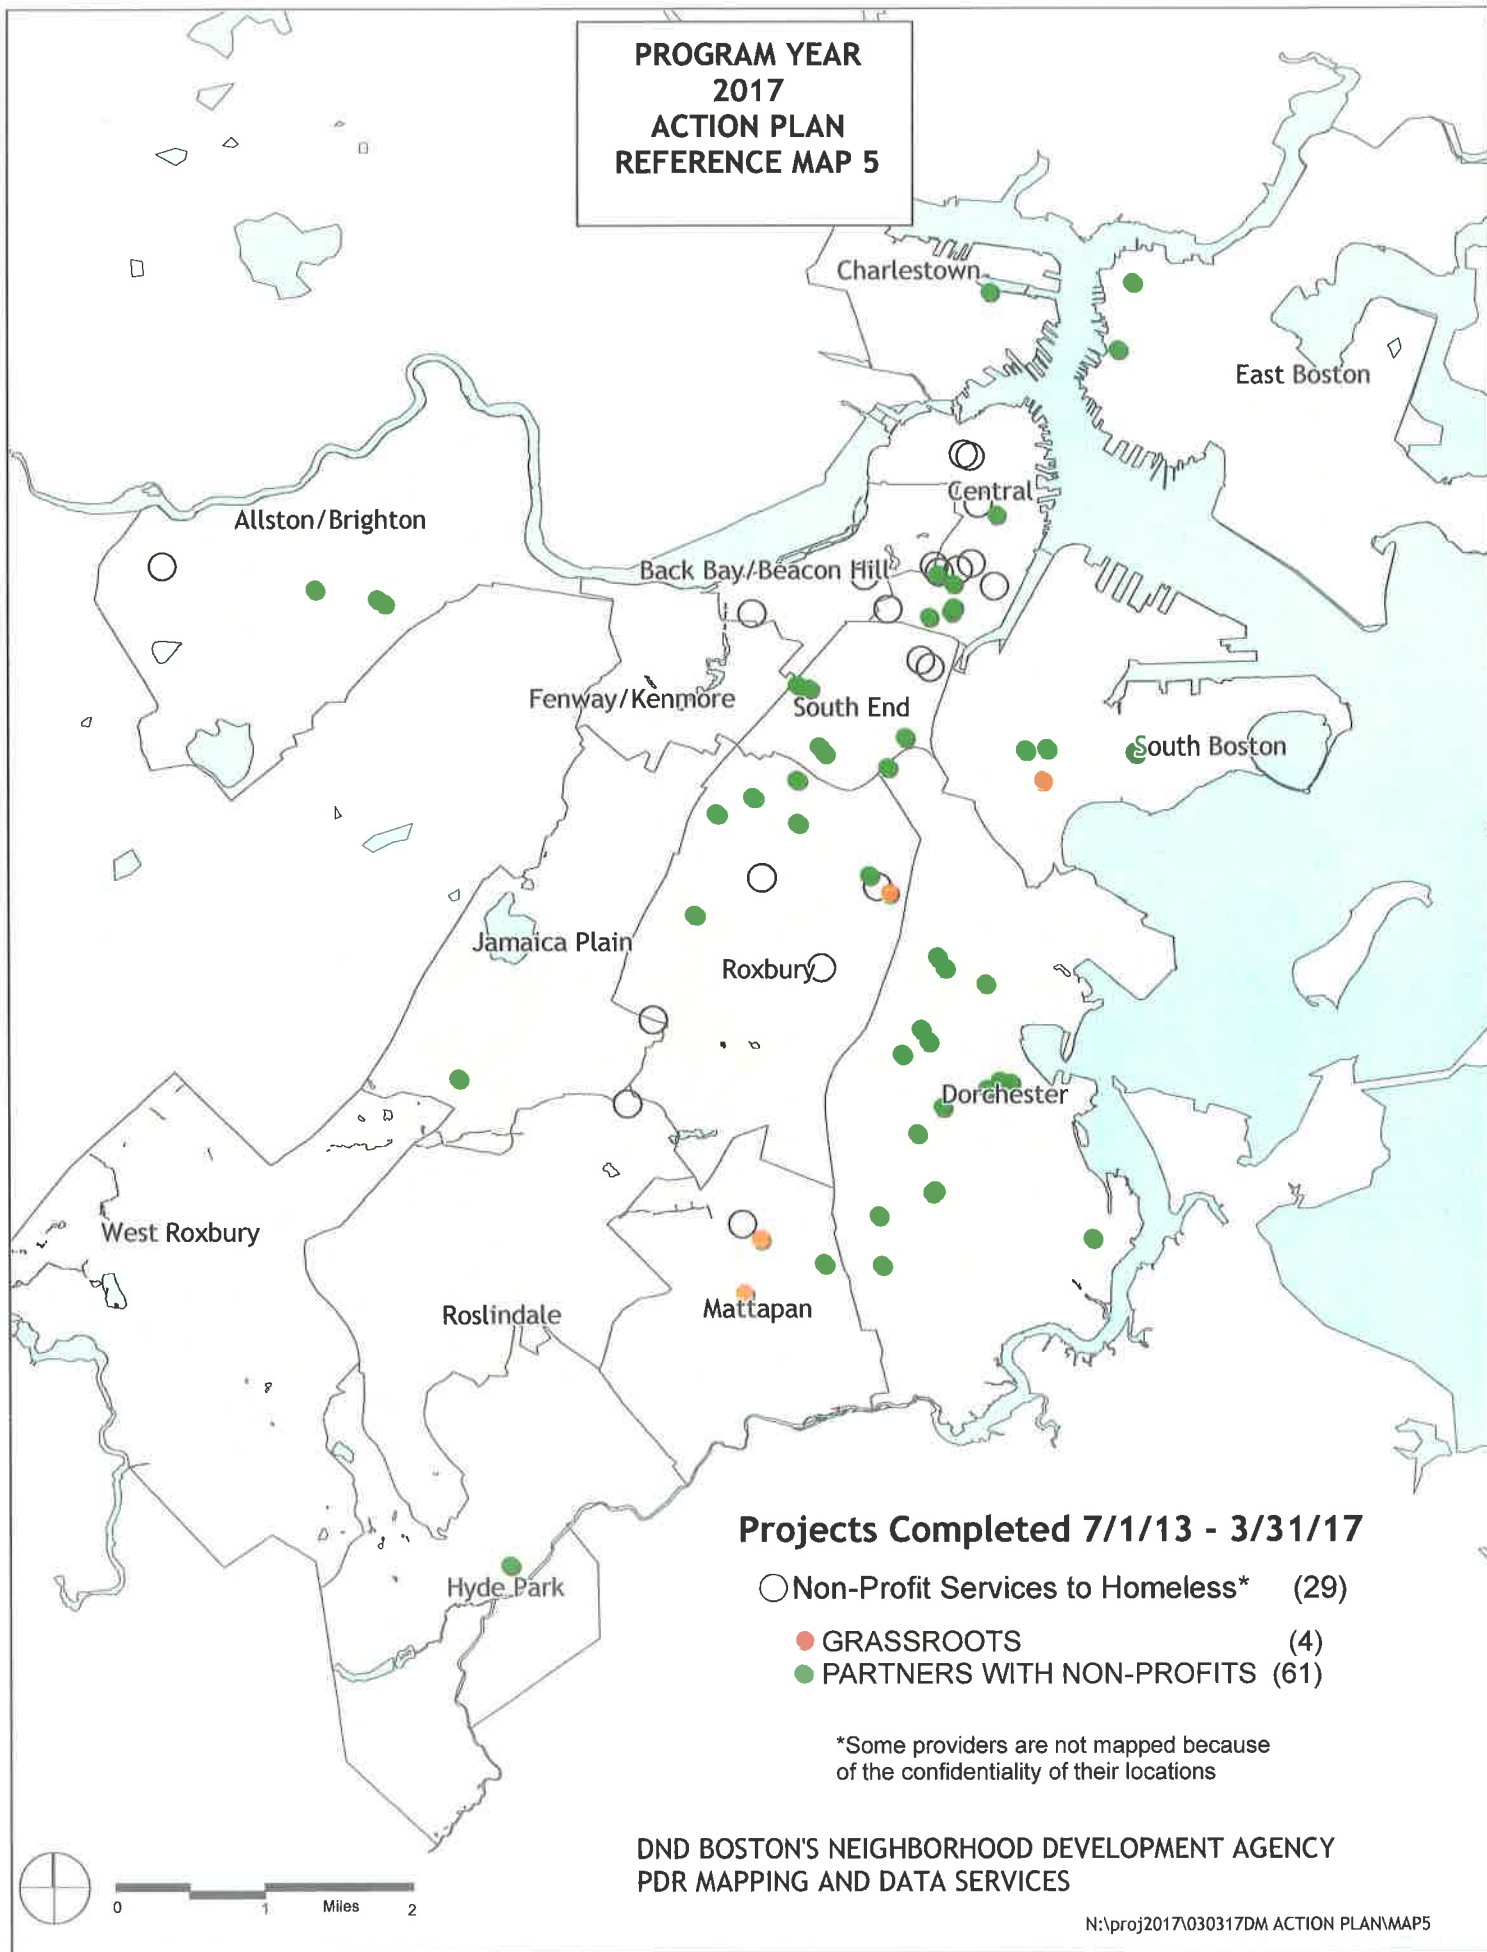 PROGRAM YEAR
2017
ACTION PLAN
REFERENCE MAP 5
Charlestown
East Boston
Central
Allston/Brighton
Back Bay/Beacon Hill
Fenway/Kenmore
South End
South Boston
Jamaica Plain
Roxbury
Dorchester
West Roxbury
Roslindale
Mattapan
Hyde Park
Projects Completed 7/1/13 - 3/31/17
Non-Profit Services to Homeless* (29)
GRASSROOTS (4)
PARTNERS WITH NON-PROFITS (61)
*Some providers are not mapped because
of the confidentiality of their locations
DND BOSTON'S NEIGHBORHOOD DEVELOPMENT AGENCY
PDR MAPPING AND DATA SERVICES
0 1 Miles 2
N:\proj2017\030317DM ACTION PLAN\MAP5